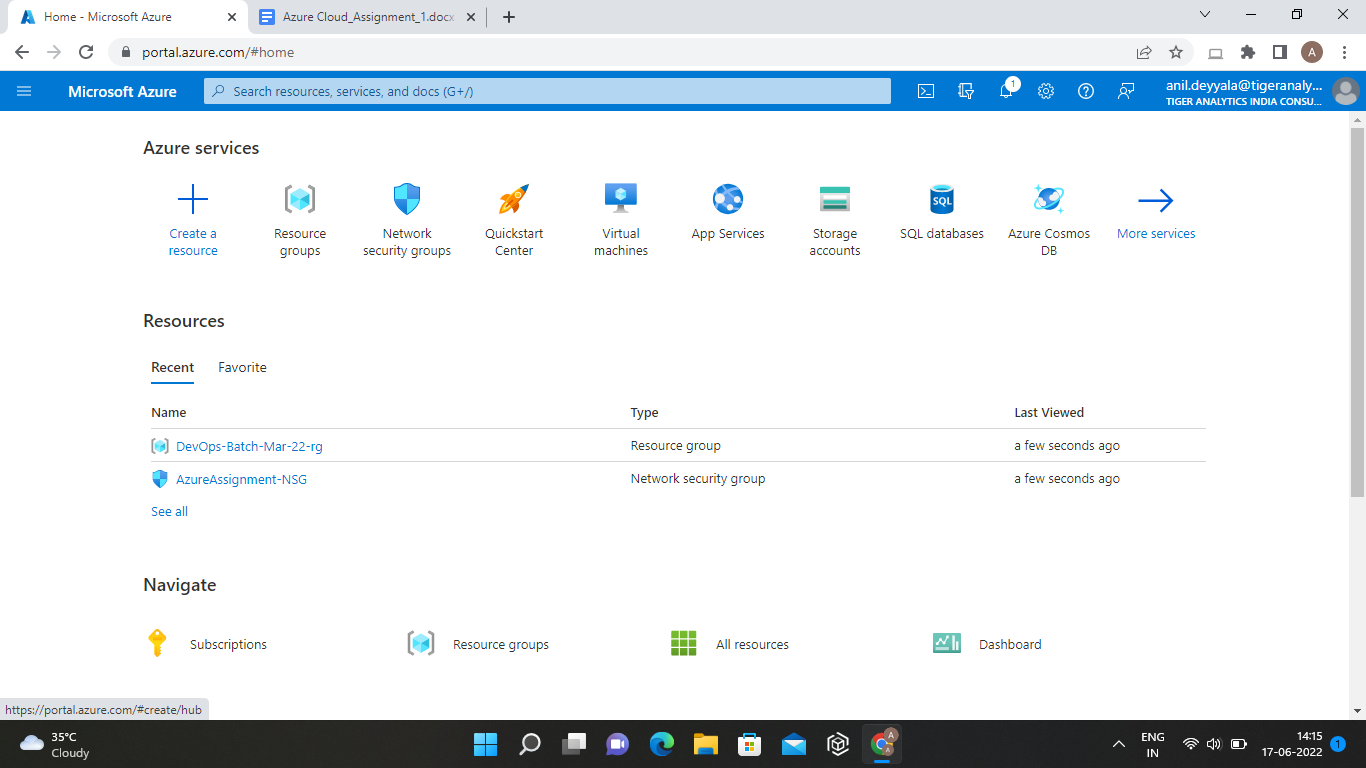 Home - Microsoft Azure
Azure Cloud_Assignment_1.docx
portal.azure.com/#home
A
Microsoft Azure
Search resources, services, and docs (G+/)
1
anil.deyyala@tigeranaly...
TIGER ANALYTICS INDIA CONSU...
Azure services
Create a
resource
Resource
groups
Network
security groups
Quickstart
Center
Virtual
machines
App Services
Storage
accounts
SQL
SQL databases
Azure Cosmos
DB
More services
Resources
Recent
Favorite
Name
Type
Last Viewed
DevOps-Batch-Mar-22-rg
Resource group
a few seconds ago
AzureAssignment-NSG
Network security group
a few seconds ago
See all
Navigate
Subscriptions
Resource groups
All resources
Dashboard
https://portal.azure.com/#create/hub
35°C
Cloudy
A
A
ENG
IN
14:15
17-06-2022
1